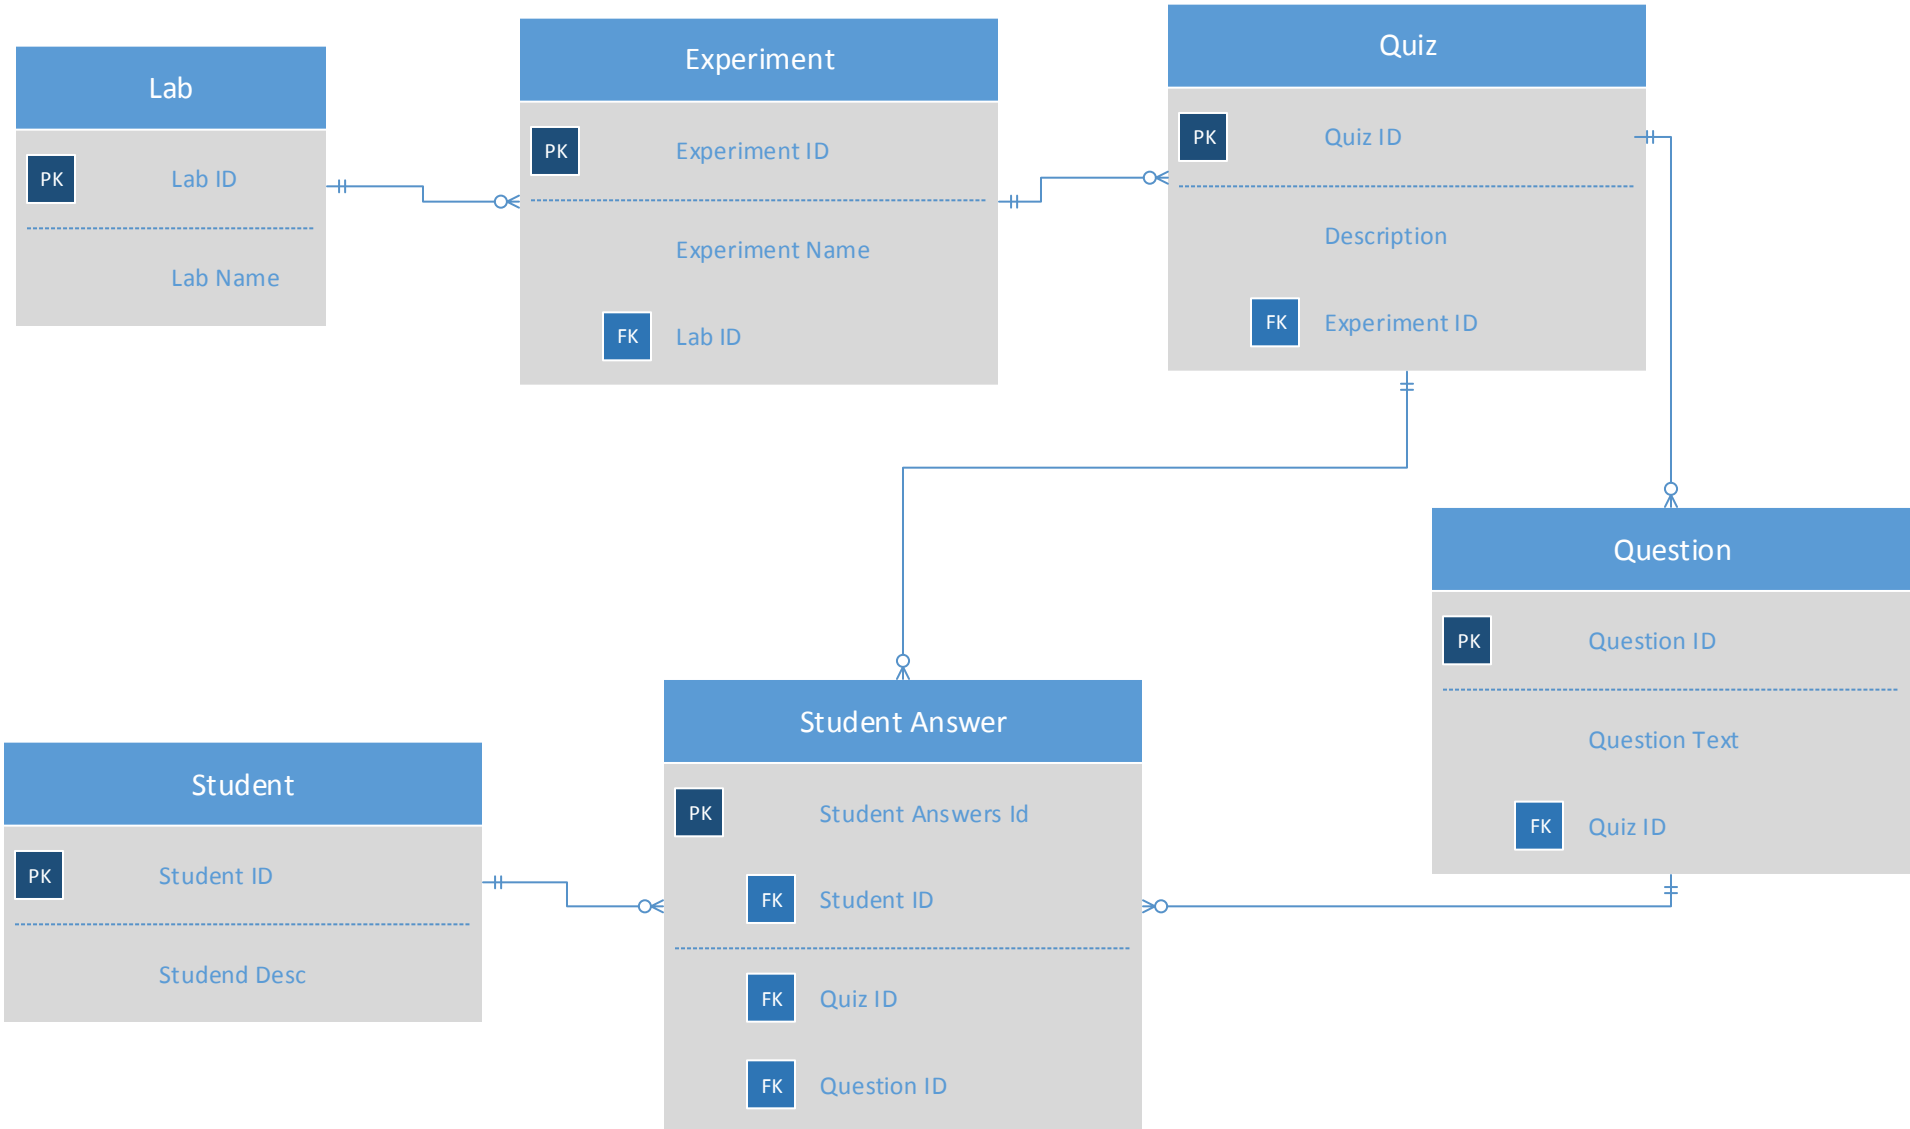 Lab
PK Lab ID
Lab Name
Experiment
PK Experiment ID
Experiment Name
FK Lab ID
Quiz
PK Quiz ID
Description
FK Experiment ID
Question
PK Question ID
Question Text
FK Quiz ID
Student Answer
PK Student Answers Id
FK Student ID
FK Quiz ID
FK Question ID
Student
PK Student ID
Studend Desc